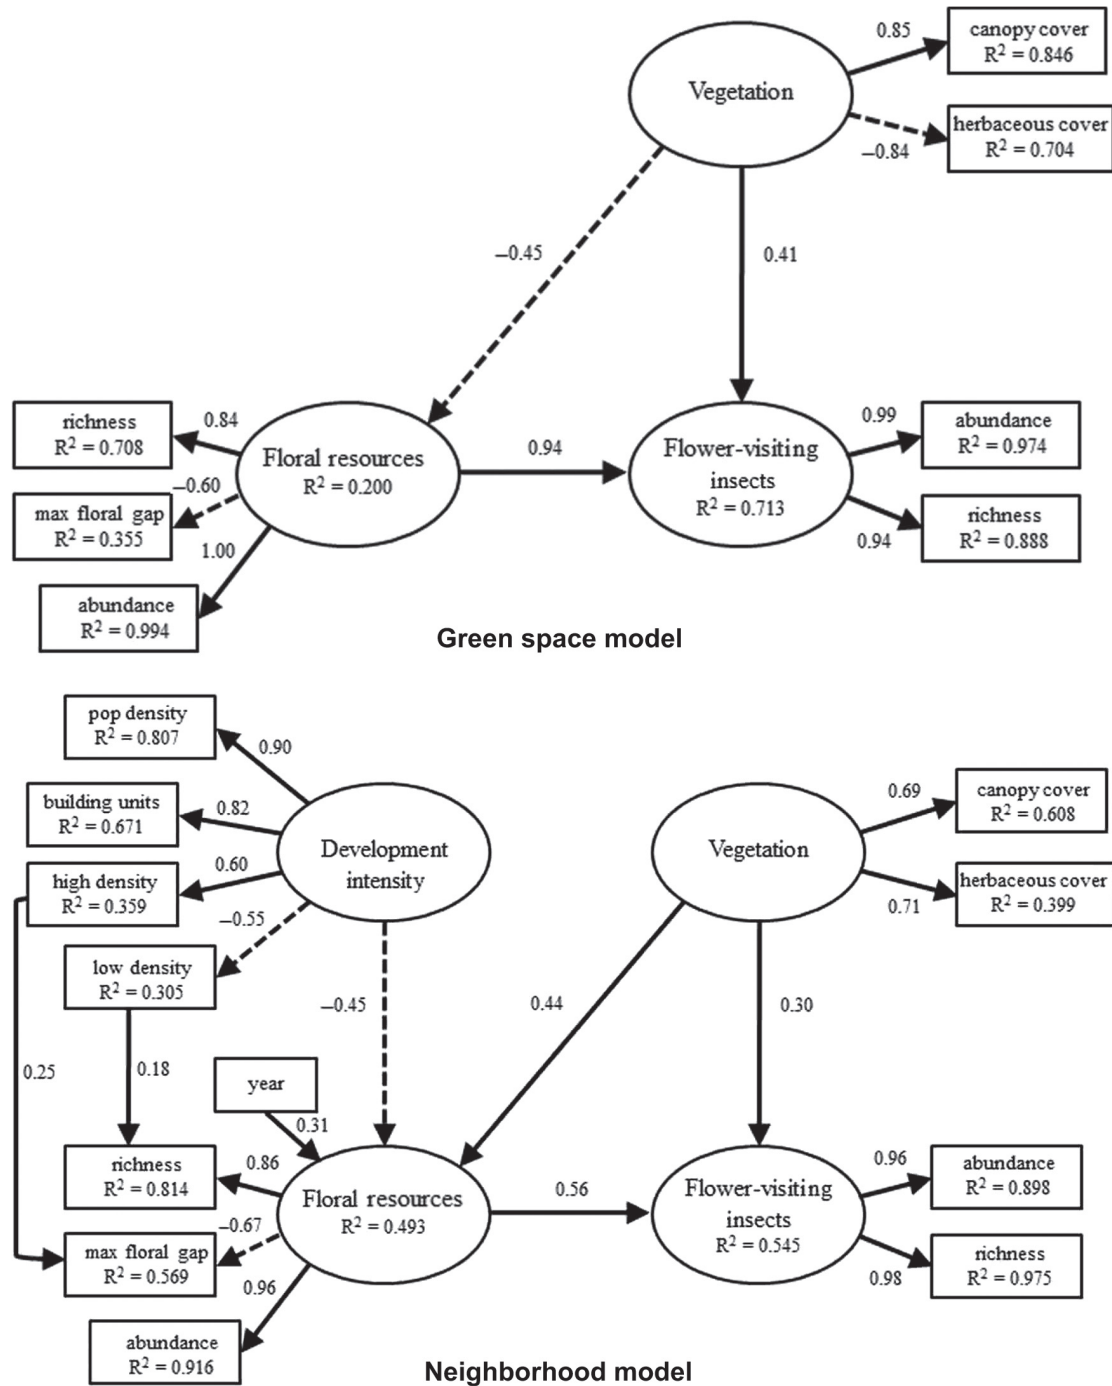 0.85
canopy cover
R² = 0.846
Vegetation
herbaceous cover
R² = 0.704
–0.84
–0.45
0.41
richness
R² = 0.708
0.84
0.99
abundance
R² = 0.974
Floral resources
R² = 0.200
0.94
Flower-visiting
insects
R² = 0.713
–0.60
max floral gap
R² = 0.355
richness
R² = 0.888
0.94
1.00
abundance
R² = 0.994
Green space model
pop density
R² = 0.807
0.90
building units
R² = 0.671
0.82
0.69
canopy cover
R² = 0.608
Development
intensity
Vegetation
high density
R² = 0.359
0.60
herbaceous cover
R² = 0.399
0.71
–0.55
low density
R² = 0.305
–0.45
0.44
0.30
0.25
0.18
year
0.31
richness
R² = 0.814
0.86
0.96
abundance
R² = 0.898
Floral resources
R² = 0.493
0.56
Flower-visiting
insects
R² = 0.545
–0.67
max floral gap
R² = 0.569
richness
R² = 0.975
0.98
0.96
abundance
R² = 0.916
Neighborhood model